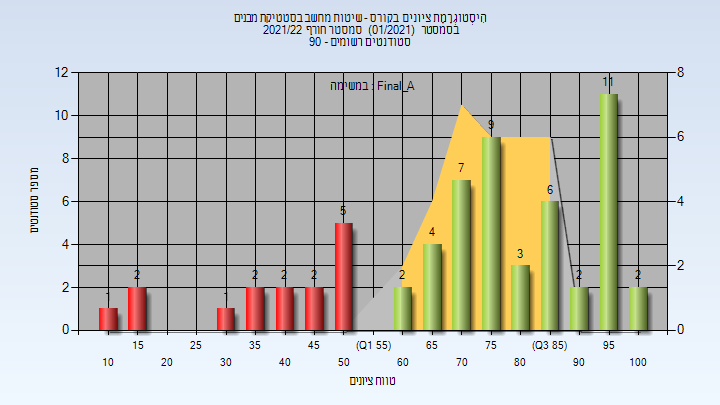 היסטוגרמת ציונים בקורס - שיטות מחשב בסטטיקת מבנים
בסמסטר (01/2021) סמסטר חורף 2021/22
סטודנטים רשומים - 90
במשימה : Final_A
12 8
10
8 6
6 4
4
2 2
0 0
מספר סטודנטים
1 2 1 2 2 2 5 2 4 7 9 3 6 2 11 2
15 25 35 45 (Q1 55) 65 75 (Q3 85) 95
10 20 30 40 50 60 70 80 90 100
טווח ציונים